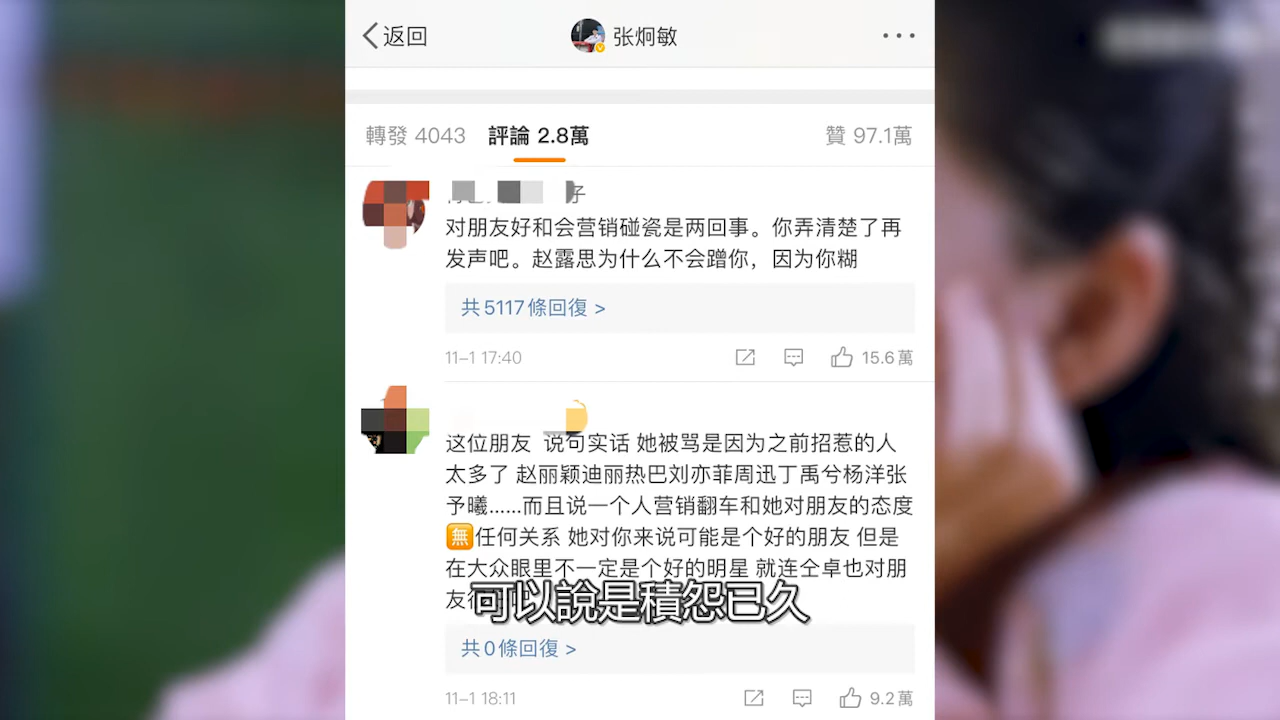 返回
张炯敏
轉發 4043 評論 2.8萬 贊 97.1萬
子
对朋友好和会营销碰瓷是两回事。你弄清楚了再
发声吧。赵露思为什么不会蹭你，因为你糊
共5117條回復 >
11-1 17:40 15.6萬
这位朋友 说句实话 她被骂是因为之前招惹的人
太多了 赵丽颖迪丽热巴刘亦菲周迅丁禹兮杨洋张
予曦......而且说一个人营销翻车和她对朋友的态度
無任何关系 她对你来说可能是个好的朋友 但是
在大众眼里不一定是个好的明星 就连仝卓也对朋
友
可以說是積怨已久
共0條回復 >
11-1 18:11 9.2萬